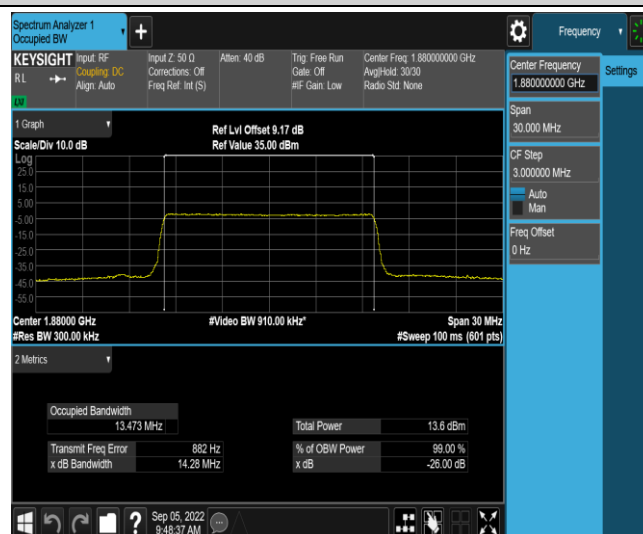 Spectrum Analyzer 1
Occupied BW
Frequency
KEYSIGHT
RL
Input: RF
Coupling: DC
Align: Auto
Input Z: 50 Ω
Corrections: Off
Freq Ref: Int (S)
Atten: 40 dB
Trig: Free Run
Gate: Off
#IF Gain: Low
Center Freq: 1.880000000 GHz
Avg|Hold: 30/30
Radio Std: None
Center Frequency
1.880000000 GHz
Settings
Span
30.000 MHz
CF Step
3.000000 MHz
Auto
Man
Freq Offset
0 Hz
1 Graph
Scale/Div 10.0 dB
Ref Lvl Offset 9.17 dB
Ref Value 35.00 dBm
Log
25.0
15.0
5.00
-5.00
-15.0
-25.0
-35.0
-45.0
-55.0
Center 1.88000 GHz
#Video BW 910.00 kHz*
Span 30 MHz
#Res BW 300.00 kHz
#Sweep 100 ms (601 pts)
2 Metrics
Occupied Bandwidth
13.473 MHz
Total Power 13.6 dBm
Transmit Freq Error 882 Hz
% of OBW Power 99.00 %
x dB Bandwidth 14.28 MHz
x dB -26.00 dB
?
Sep 05, 2022
9:48:37 AM